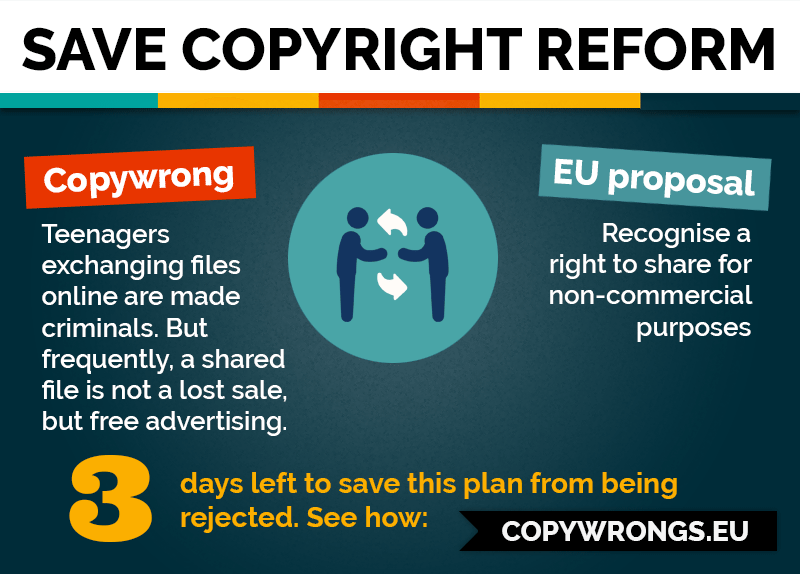 SAVE COPYRIGHT REFORM
Copywrong
Teenagers
exchanging files
online are made
criminals. But
frequently, a shared
file is not a lost sale,
but free advertising.
EU proposal
Recognise a
right to share for
non-commercial
purposes
3
days left to save this plan from being
rejected. See how:
COPYWRONGS.EU